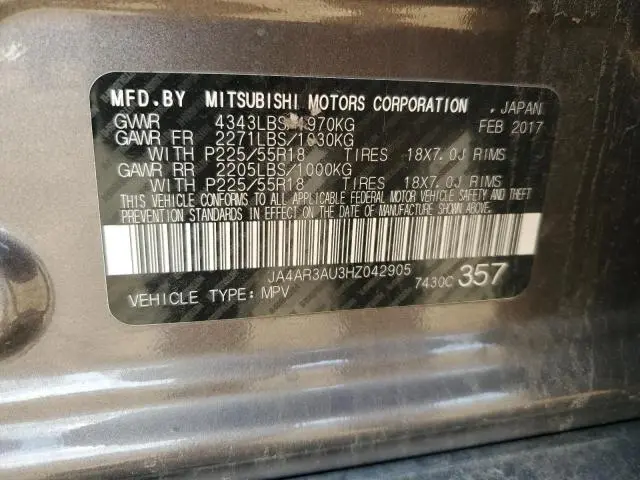 MFD.BY MITSUBISHI MOTORS CORPORATION , JAPAN
GVWR 4343LBS/1970KG FEB 2017
GAWR FR 2271LBS/1030KG
WITH P225/55R18 TIRES 18X7.0J RIMS
GAWR RR 2205LBS/1000KG
WITH P225/55R18 TIRES 18X7.0J RIMS
THIS VEHICLE CONFORMS TO ALL APPLICABLE FEDERAL MOTOR VEHICLE SAFETY AND THEFT
PREVENTION STANDARDS IN EFFECT ON THE DATE OF MANUFACTURE SHOWN ABOVE.
JA4AR3AU3HZ042905
7430C 357
VEHICLE TYPE: MPV